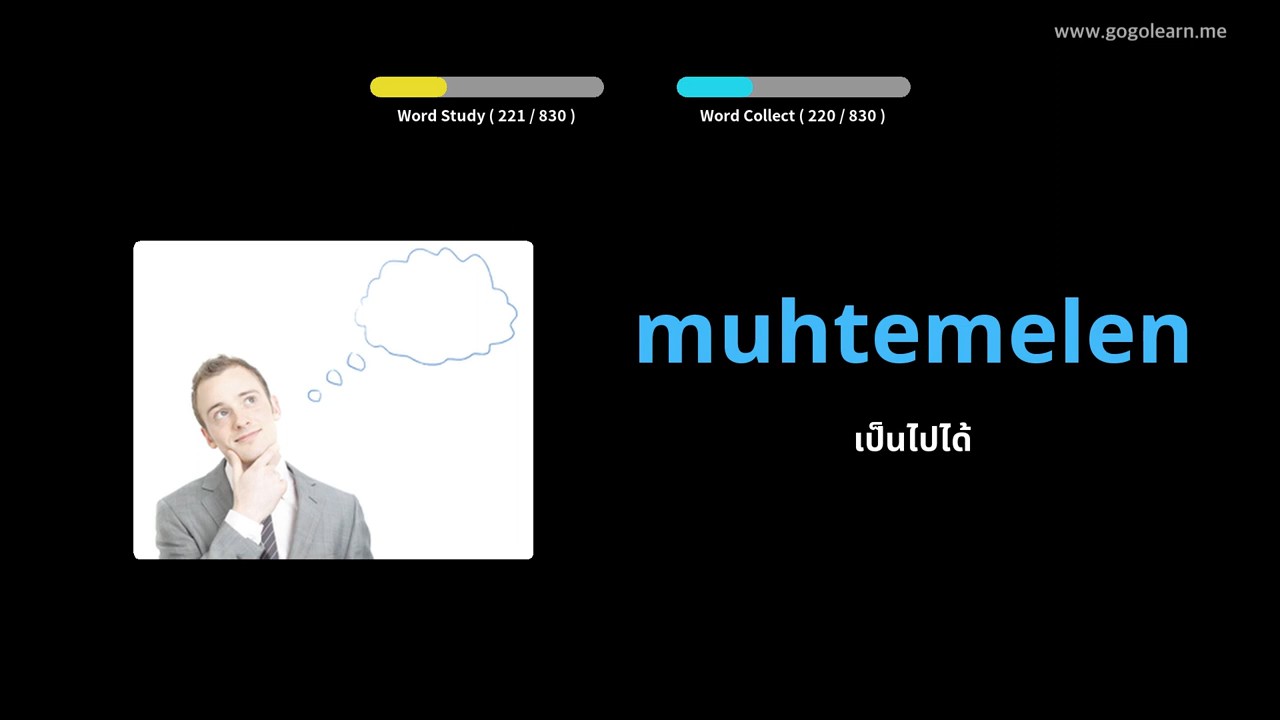 www.gogolearn.me
Word Study ( 221 / 830 )
Word Collect ( 220 / 830 )
muhtemelen
เป็นไปได้